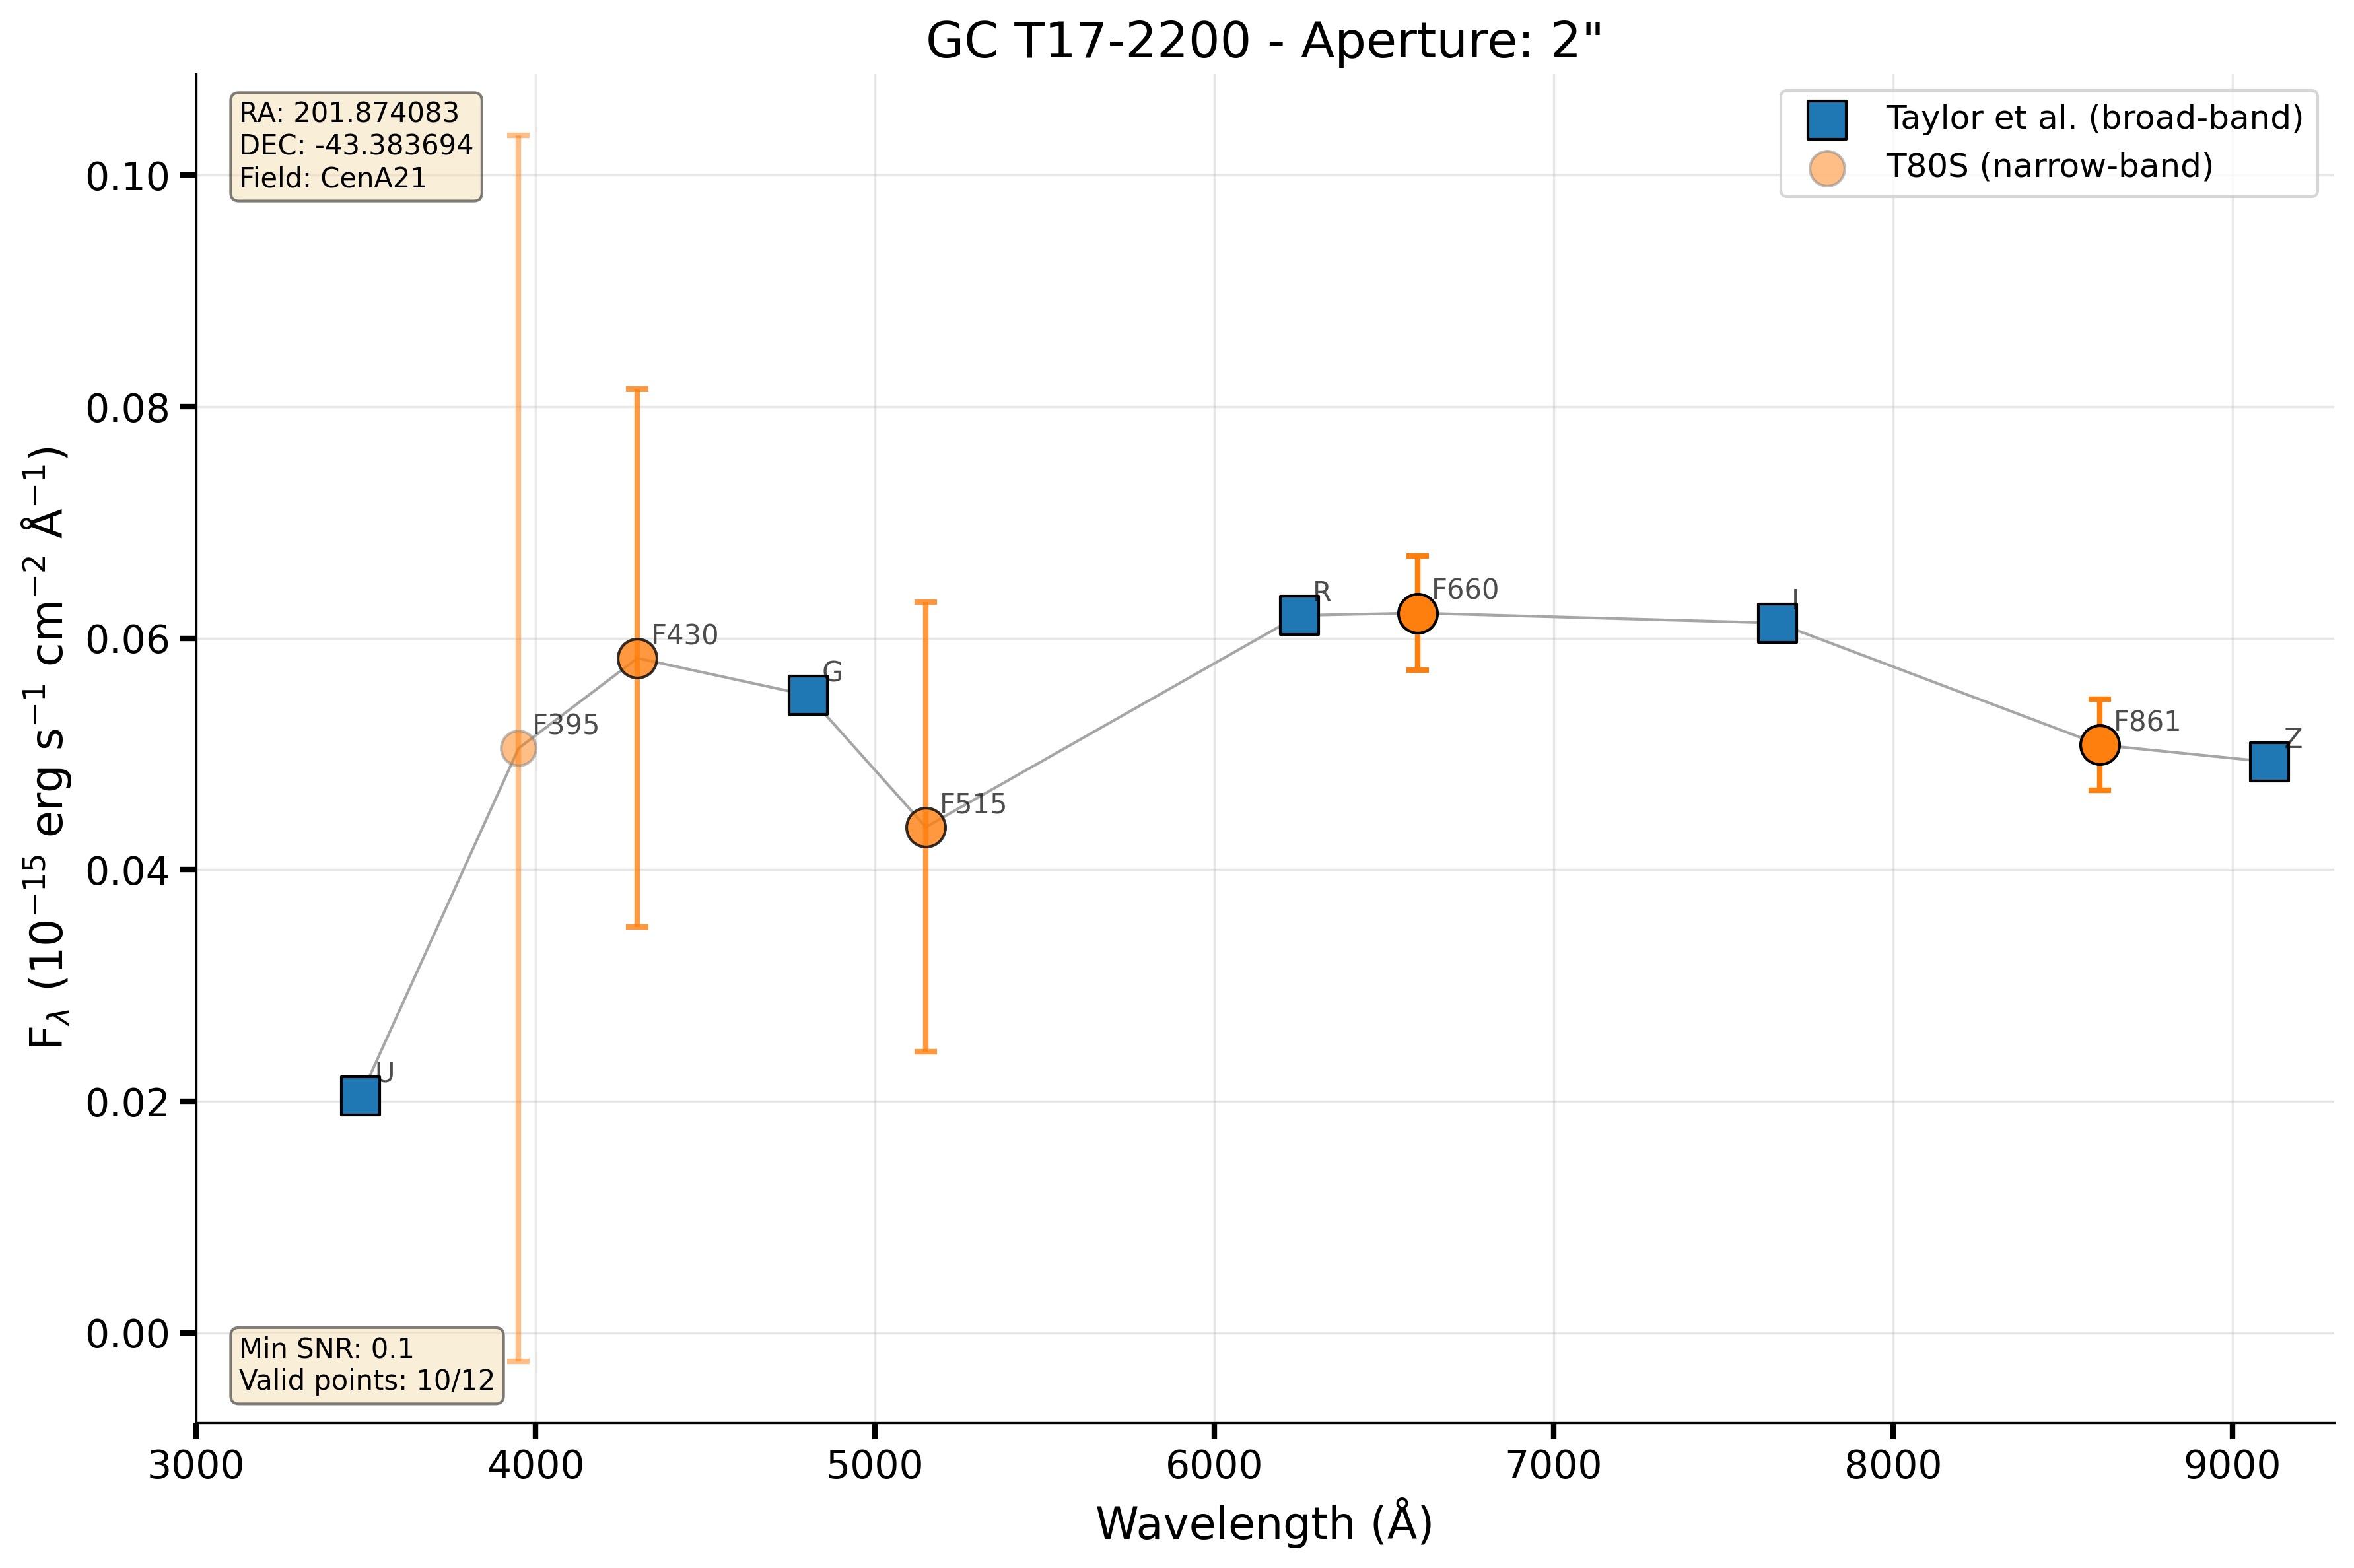 GC T17-2200 - Aperture: 2"
RA: 201.874083
DEC: -43.383694
Field: CenA21
Taylor et al. (broad-band)
T80S (narrow-band)
0.10
0.08
0.06
0.04
0.02
0.00
F_λ (10⁻¹⁵ erg s⁻¹ cm⁻² Å⁻¹)
U
F395
F430
G
F515
R
F660
I
F861
Z
Min SNR: 0.1
Valid points: 10/12
3000 4000 5000 6000 7000 8000 9000
Wavelength (Å)